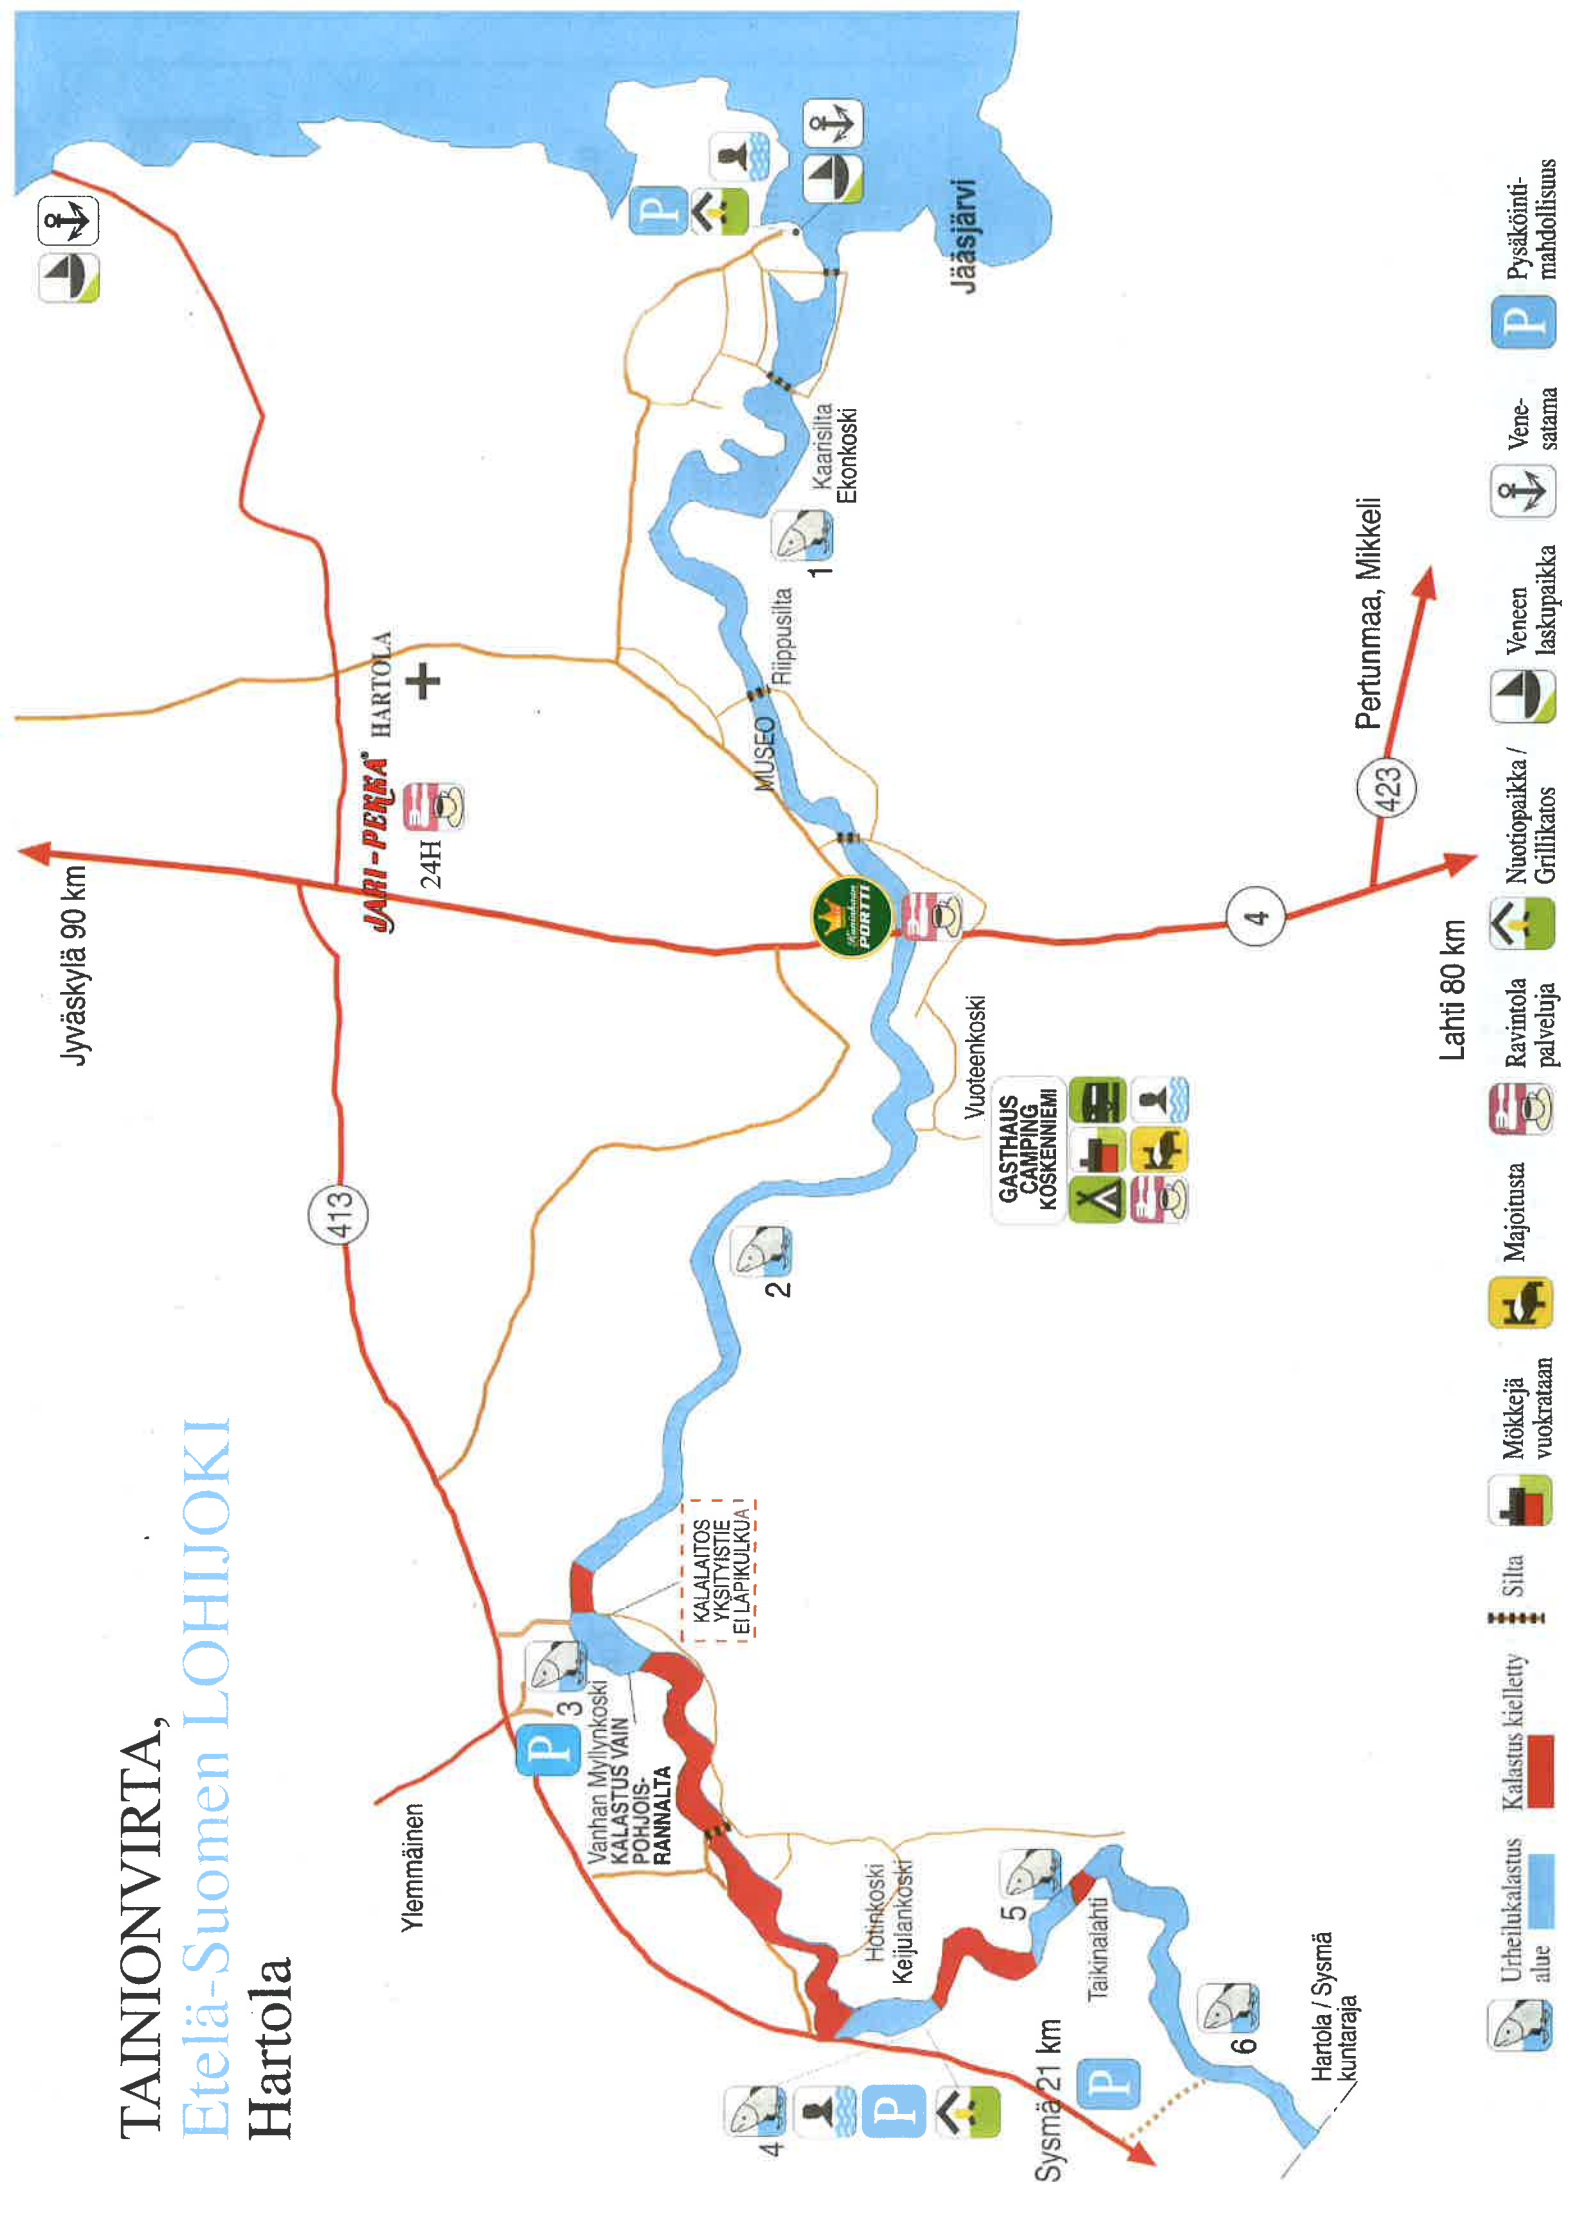 TAINIONVIRTA,
Etelä-Suomen LOHIJOKI
Hartola
Jyväskylä 90 km
JARI-PEKKA® HARTOLA
24H
413
Ylemmäinen
P
3
Vanhan Myllynkoski
KALASTUS VAIN
POHJOIS-
RANNALTA
KALALAITOS
YKSITYISTIE
EI LÄPIKULKUA
2
P
Jääsjärvi
Kaarisilta
Ekonkoski
1
Riippusilta
MUSEO
Kuninkaan
PORTTI
Vuoteenkoski
GASTHAUS
CAMPING
KOSKENNIEMI
4
423
Pertunmaa, Mikkeli
Lahti 80 km
Hotinkoski
Keijulankoski
4
P
5
Taikinalahti
Sysmä 21 km
P
6
Hartola / Sysmä
kuntaraja
Urheilukalastus
alue
Kalastus kielletty
Silta
Mökkejä
vuokrataan
Majoitusta
Ravintola
palveluja
Nuotiopaikka /
Grillikatos
Veneen
laskupaikka
Vene-
satama
P
Pysäköinti-
mahdollisuus